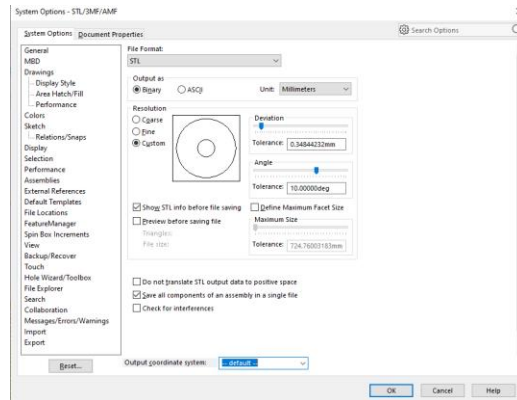 System Options - STL/3MF/AMF
System Options
Document Properties
Search Options
General
MBD
Drawings
Display Style
Area Hatch/Fill
Performance
Colors
Sketch
Relations/Snaps
Display
Selection
Performance
Assemblies
External References
Default Templates
File Locations
FeatureManager
Spin Box Increments
View
Backup/Recover
Touch
Hole Wizard/Toolbox
File Explorer
Search
Collaboration
Messages/Errors/Warnings
Import
Export
Reset...
File Format:
STL
Output as
Binary
ASCII
Unit:
Millimeters
Resolution
Coarse
Fine
Custom
Deviation
Tolerance: 0.34844232mm
Angle
Tolerance: 10.00000deg
Show STL info before file saving
Preview before saving file
Triangles:
File size:
Define Maximum Facet Size
Maximum Size
Tolerance: 724.76003183mm
Do not translate STL output data to positive space
Save all components of an assembly in a single file
Check for interferences
Output coordinate system: -- default --
OK
Cancel
Help